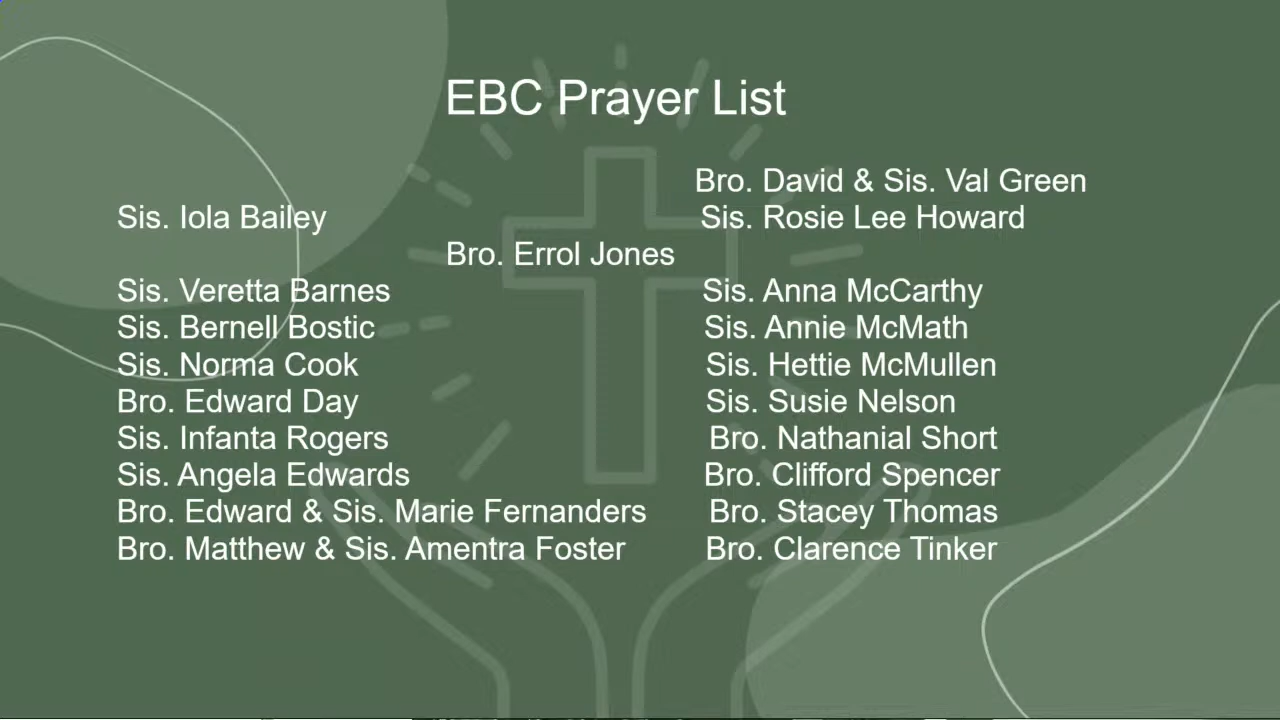 EBC Prayer List
Bro. David & Sis. Val Green
Sis. Iola Bailey Sis. Rosie Lee Howard
Bro. Errol Jones
Sis. Veretta Barnes Sis. Anna McCarthy
Sis. Bernell Bostic Sis. Annie McMath
Sis. Norma Cook Sis. Hettie McMullen
Bro. Edward Day Sis. Susie Nelson
Sis. Infanta Rogers Bro. Nathanial Short
Sis. Angela Edwards Bro. Clifford Spencer
Bro. Edward & Sis. Marie Fernanders Bro. Stacey Thomas
Bro. Matthew & Sis. Amentra Foster Bro. Clarence Tinker